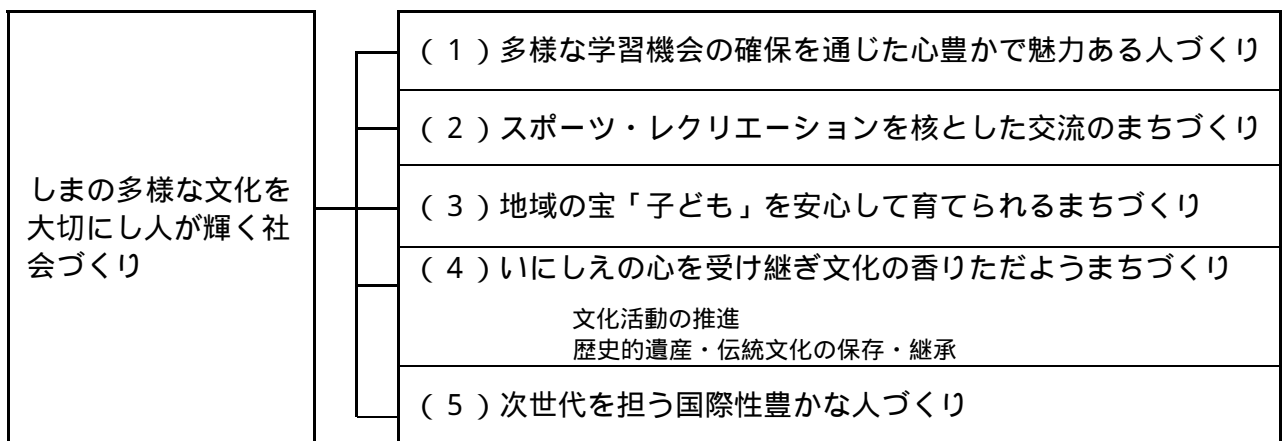 しまの多様な文化を
大切にし人が輝く社
会づくり
(1)多様な学習機会の確保を通じた心豊かで魅力ある人づくり
(2)スポーツ・レクリエーションを核とした交流のまちづくり
(3)地域の宝「子ども」を安心して育てられるまちづくり
(4)いにしえの心を受け継ぎ文化の香りただようまちづくり
文化活動の推進
歴史的遺産・伝統文化の保存・継承
(5)次世代を担う国際性豊かな人づくり